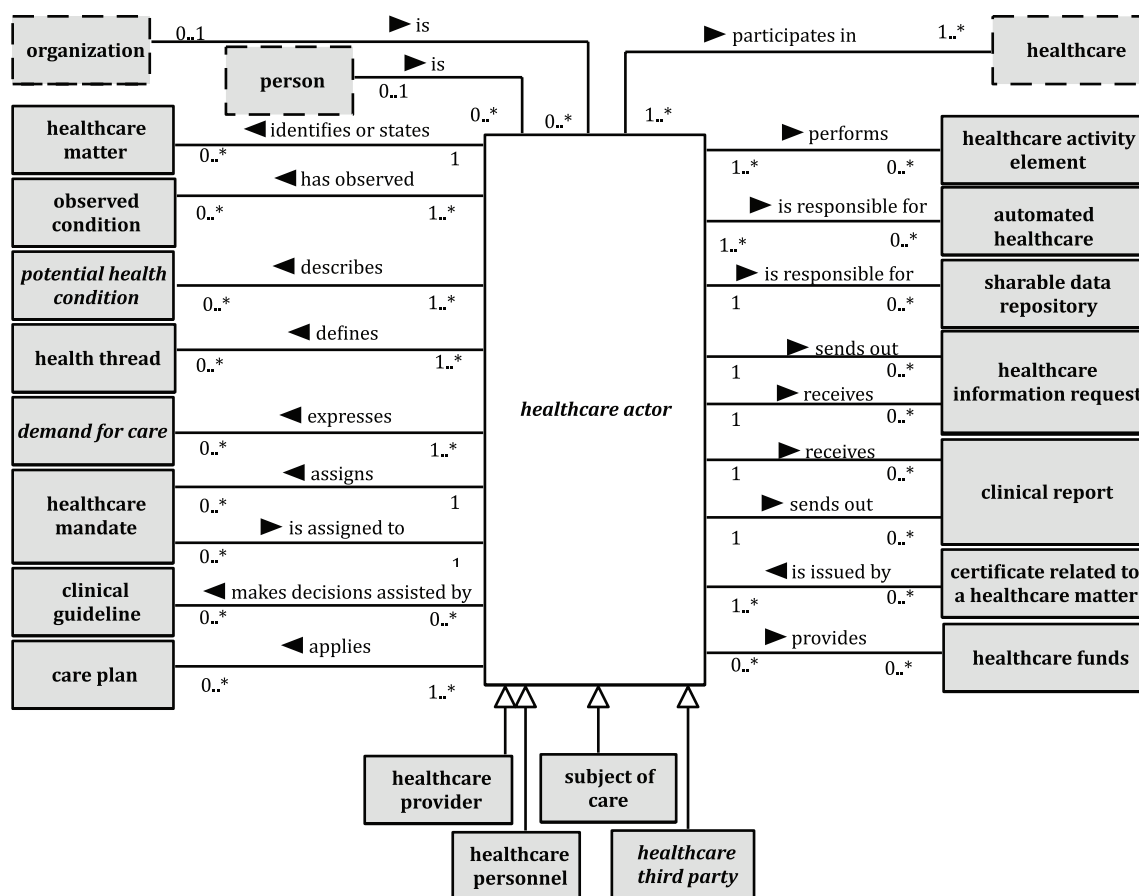 organization
0..1
is
person
0..1
is
0..*
0..*
participates in
1..*
healthcare
1..*
healthcare
matter
identifies or states
0..*
1
observed
condition
has observed
0..*
1..*
potential health
condition
describes
0..*
1..*
health thread
defines
0..*
1..*
demand for care
expresses
0..*
1..*
healthcare
mandate
assigns
0..*
1
is assigned to
0..*
1
clinical
guideline
makes decisions assisted by
0..*
0..*
care plan
applies
0..*
1..*
healthcare actor
performs
1..*
0..*
healthcare activity
element
is responsible for
1..*
0..*
automated
healthcare
is responsible for
1
0..*
sharable data
repository
sends out
1
0..*
receives
1
0..*
healthcare
information request
receives
1
0..*
sends out
1
0..*
clinical report
is issued by
1..*
0..*
certificate related to
a healthcare matter
provides
0..*
0..*
healthcare funds
healthcare
provider
subject of
care
healthcare
personnel
healthcare
third party